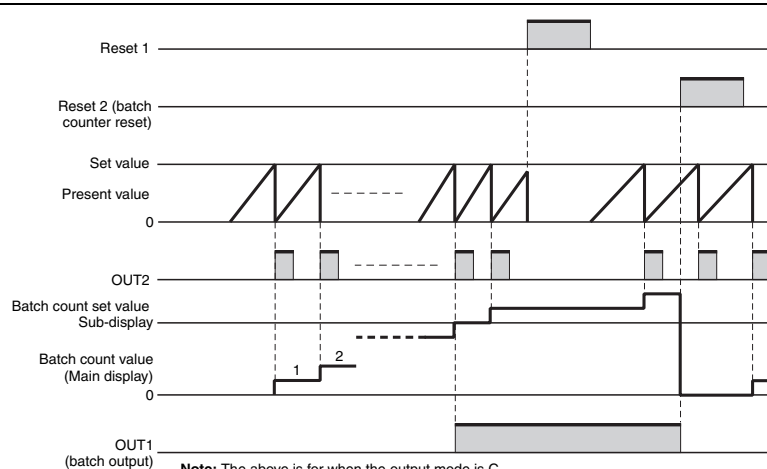 Reset 1
Reset 2 (batch
counter reset)
Set value
Present value
0
OUT2
Batch count set value
Sub-display
Batch count value
(Main display)
1
2
0
OUT1
(batch output)
Note: The above is for when the output mode is C.